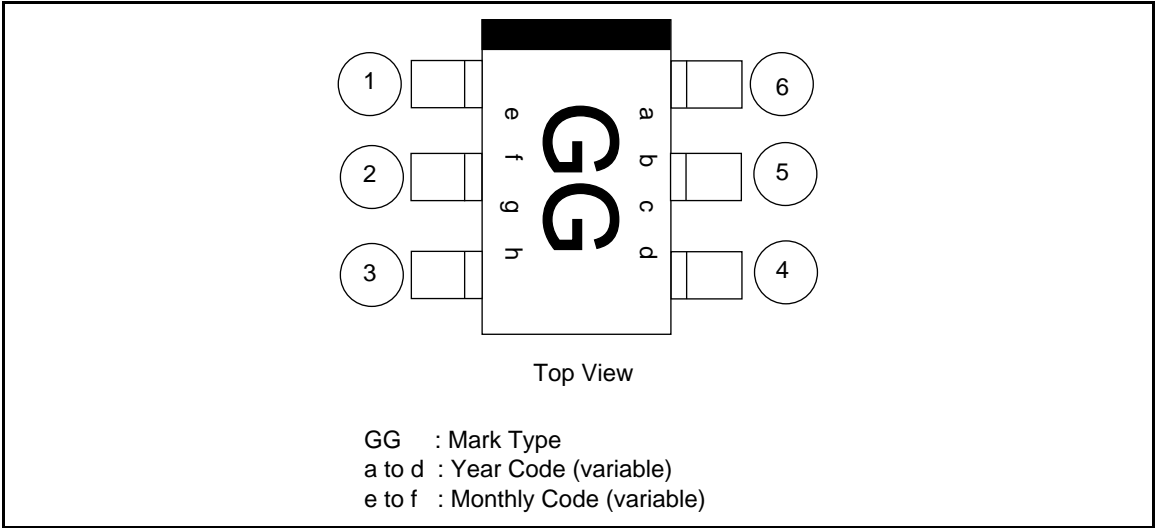 1
2
3
e
f
g
h
GG
a
b
c
d
6
5
4
Top View
GG : Mark Type
a to d : Year Code (variable)
e to f : Monthly Code (variable)